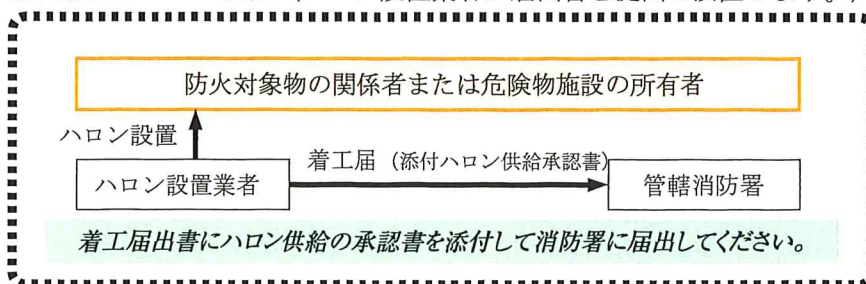 防火対象物の関係者または危険物施設の所有者
ハロン設置
着工届（添付ハロン供給承認書）
ハロン設置業者
管轄消防署
着工届出書にハロン供給の承認書を添付して消防署に届出してください。